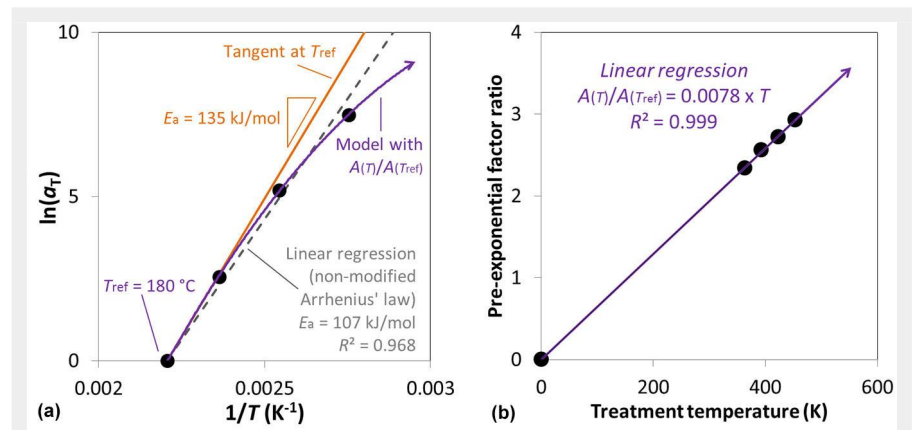 10
5
0
ln(aT)
0.002
0.0025
0.003
1/T (K-1)
(a)
Tangent at Tref
Ea = 135 kJ/mol
Model with
A(T)/A(Tref)
Linear regression
(non-modified
Arrhenius' law)
Ea = 107 kJ/mol
R² = 0.968
Tref = 180 °C
4
3
2
1
0
Pre-exponential factor ratio
Linear regression
A(T)/A(Tref) = 0.0078 x T
R² = 0.999
0
200
400
600
Treatment temperature (K)
(b)